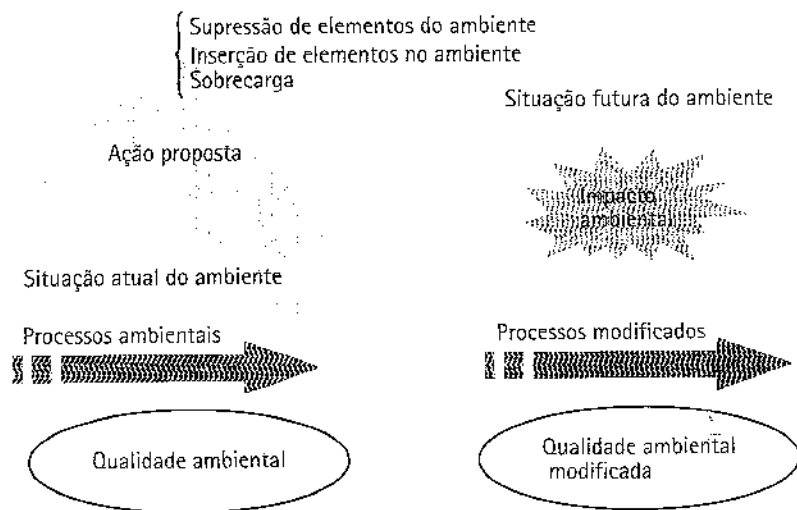 Supressão de elementos do ambiente
Inserção de elementos no ambiente
Sobrecarga
Situação futura do ambiente
Ação proposta
Impacto
ambiental
Situação atual do ambiente
Processos ambientais
Processos modificados
Qualidade ambiental
Qualidade ambiental
modificada